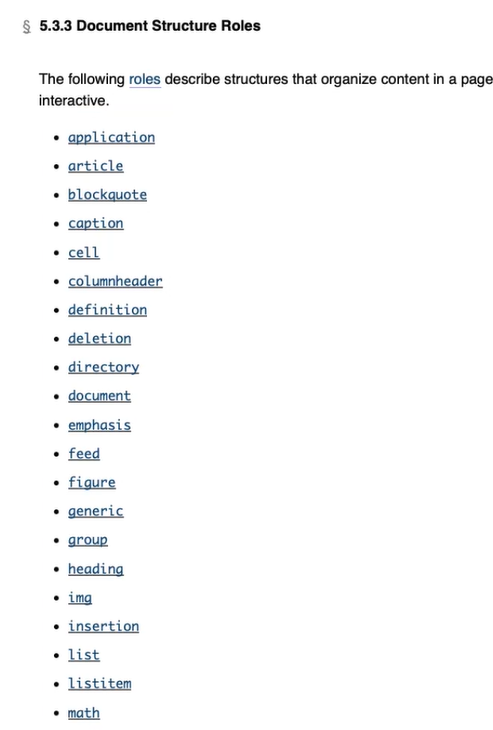 § 5.3.3 Document Structure Roles
The following roles describe structures that organize content in a page
interactive.
• application
• article
• blockquote
• caption
• cell
• columnheader
• definition
• deletion
• directory
• document
• emphasis
• feed
• figure
• generic
• group
• heading
• img
• insertion
• list
• listitem
• math